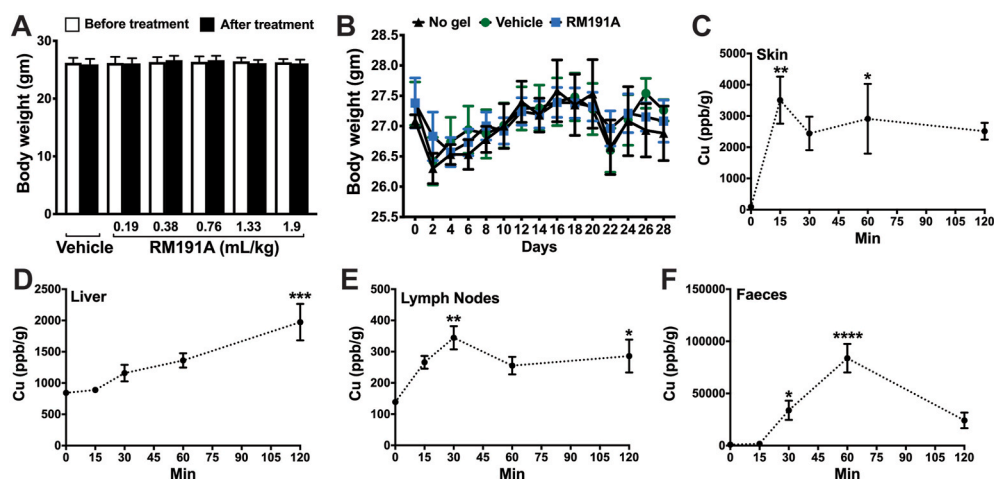 A
Before treatment After treatment
Body weight (gm)
30
20
10
0
0.19 0.38 0.76 1.33 1.9
Vehicle RM191A (mL/kg)
B
No gel Vehicle RM191A
Body weight (gm)
28.5
28.0
27.5
27.0
26.5
26.0
25.5
0 2 4 6 8 10 12 14 16 18 20 22 24 26 28
Days
C
Skin
Cu (ppb/g)
5000
4000
3000
2000
1000
0
** *
0 15 30 45 60 75 90 105 120
Min
D
Liver
Cu (ppb/g)
2500
2000
1500
1000
500
0
***
0 15 30 45 60 75 90 105 120
Min
E
Lymph Nodes
Cu (ppb/g)
500
400
300
200
100
0
** *
0 15 30 45 60 75 90 105 120
Min
F
Faeces
Cu (ppb/g)
150000
100000
50000
0
* ****
0 15 30 45 60 75 90 105 120
Min